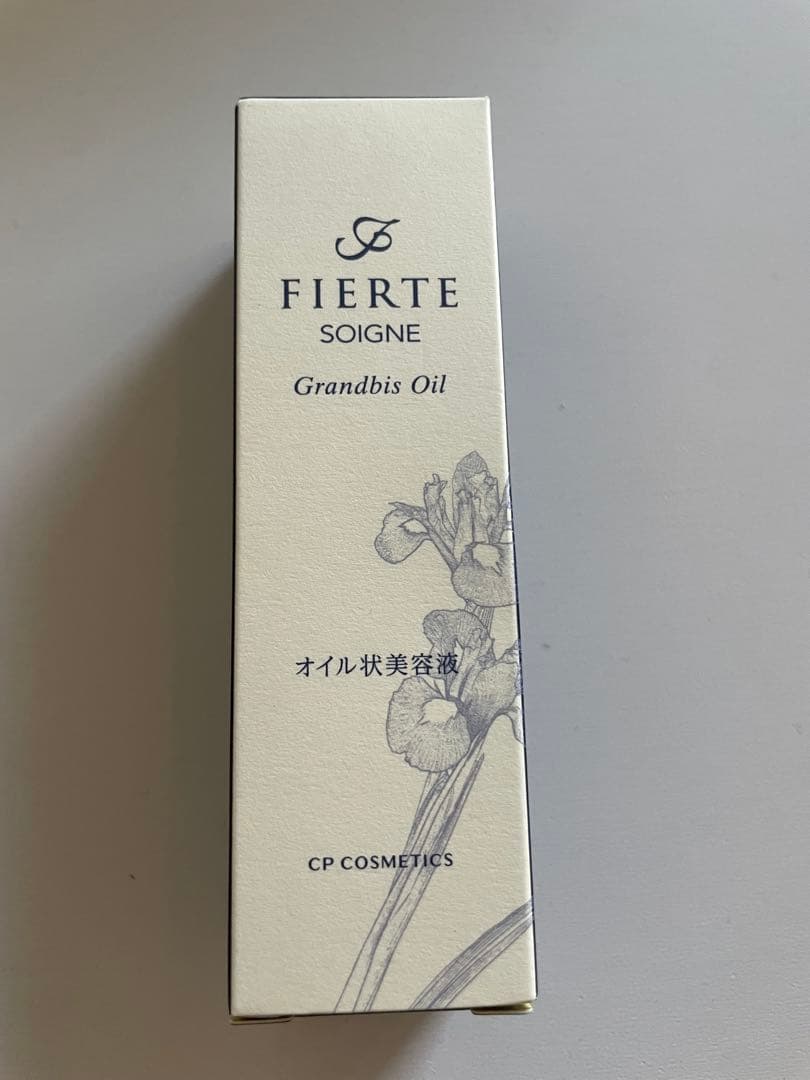 FIERTE
SOIGNE
Grandbis Oil
オイル状美容液
CP COSMETICS